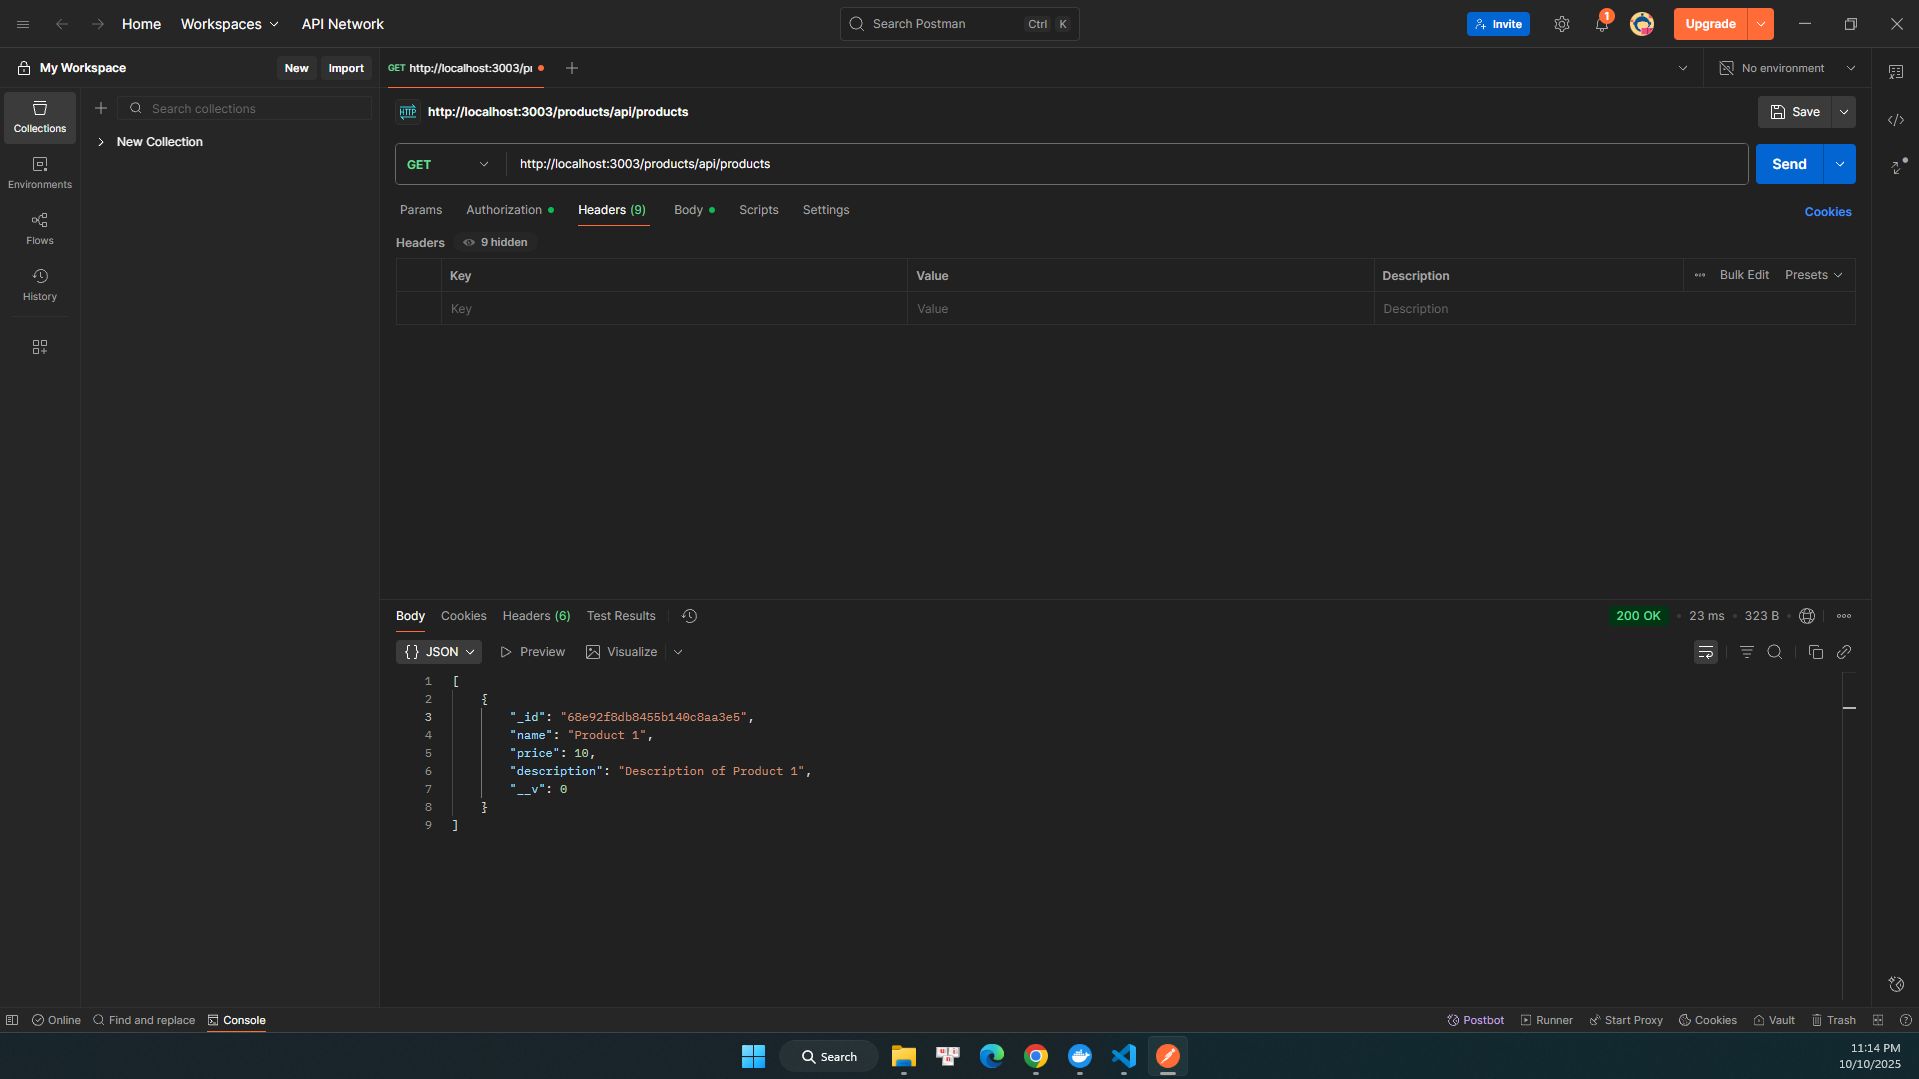 Home Workspaces API Network Search Postman Ctrl K Invite 1 Upgrade
My Workspace New Import GET http://localhost:3003/pr No environment
Search collections
New Collection
Collections
Environments
Flows
History
HTTP http://localhost:3003/products/api/products Save
GET http://localhost:3003/products/api/products Send
Params Authorization Headers (9) Body Scripts Settings Cookies
Headers 9 hidden
Key Value Description Bulk Edit Presets
Key Value Description
Body Cookies Headers (6) Test Results 200 OK 23 ms 323 B
{} JSON Preview Visualize
1 [
2 {
3 "_id": "68e92f8db8455b140c8aa3e5",
4 "name": "Product 1",
5 "price": 10,
6 "description": "Description of Product 1",
7 "__v": 0
8 }
9 ]
Online Find and replace Console Postbot Runner Start Proxy Cookies Vault Trash
Search
11:14 PM
10/10/2025